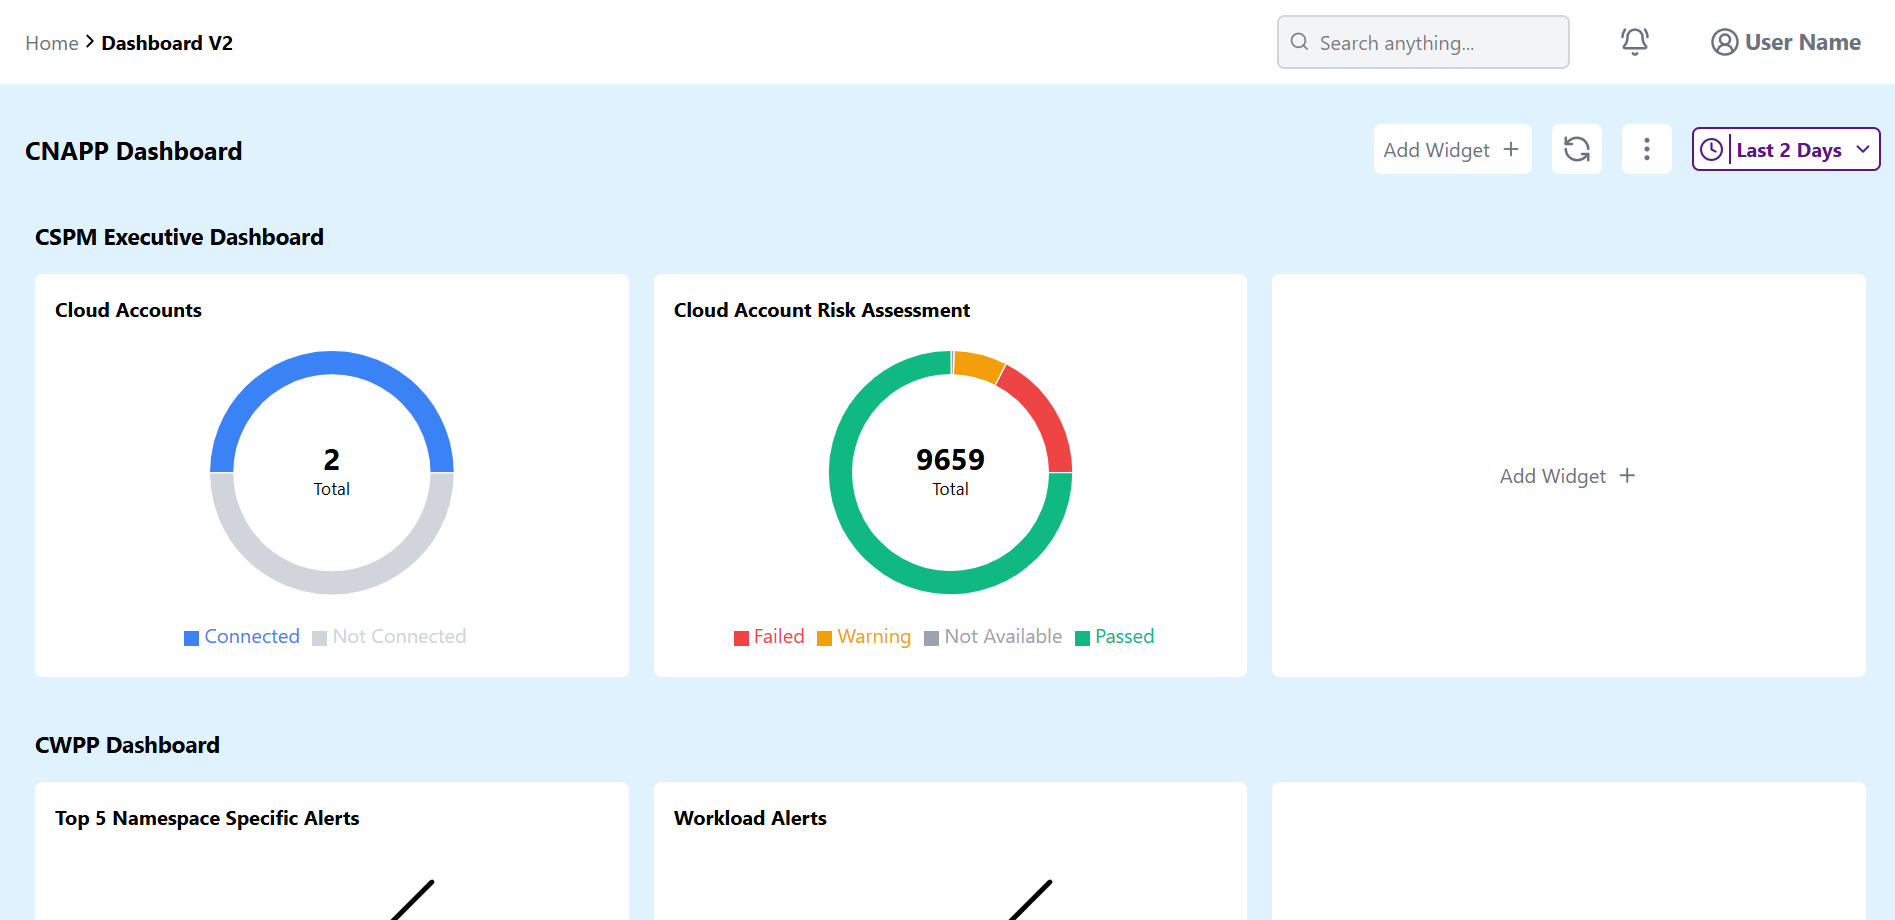 Home > Dashboard V2
Search anything...
User Name
CNAPP Dashboard
Add Widget +
Last 2 Days
CSPM Executive Dashboard
Cloud Accounts
2
Total
Connected Not Connected
Cloud Account Risk Assessment
9659
Total
Failed Warning Not Available Passed
Add Widget +
CWPP Dashboard
Top 5 Namespace Specific Alerts
Workload Alerts